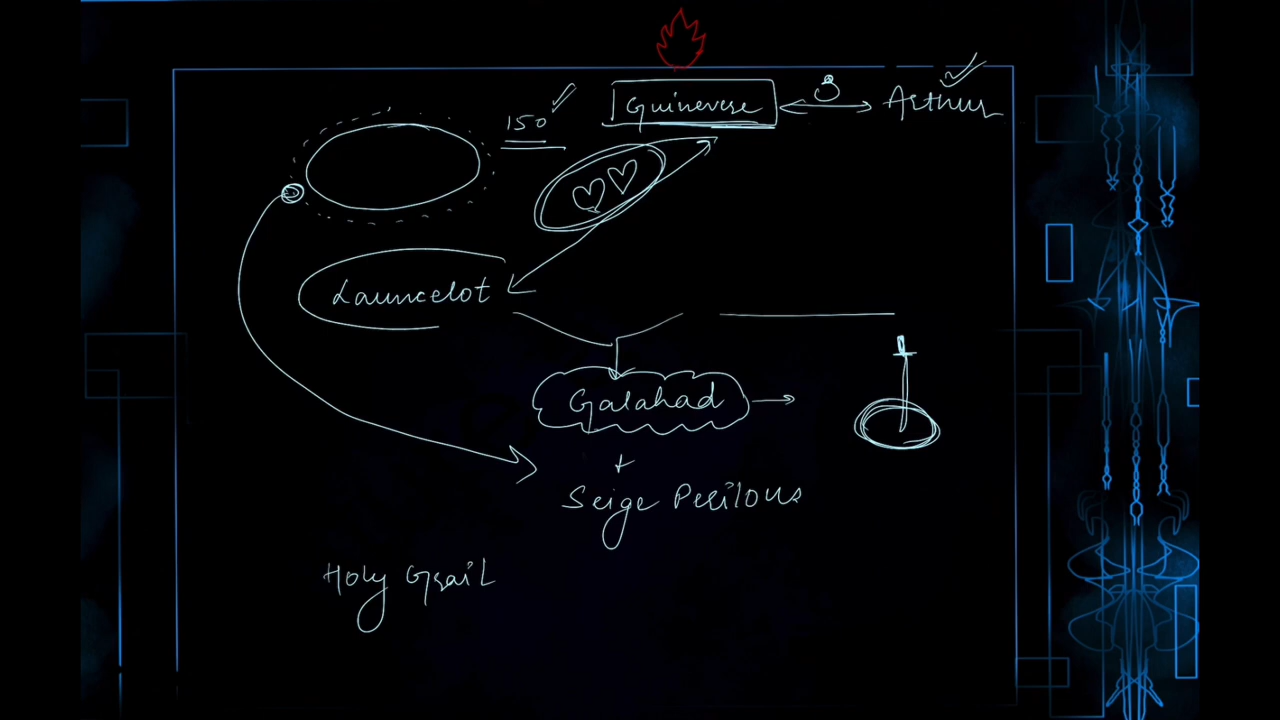 150
Guinevere
Arthur
Launcelot
Galahad
+
Seige Perilous
Holy Grail